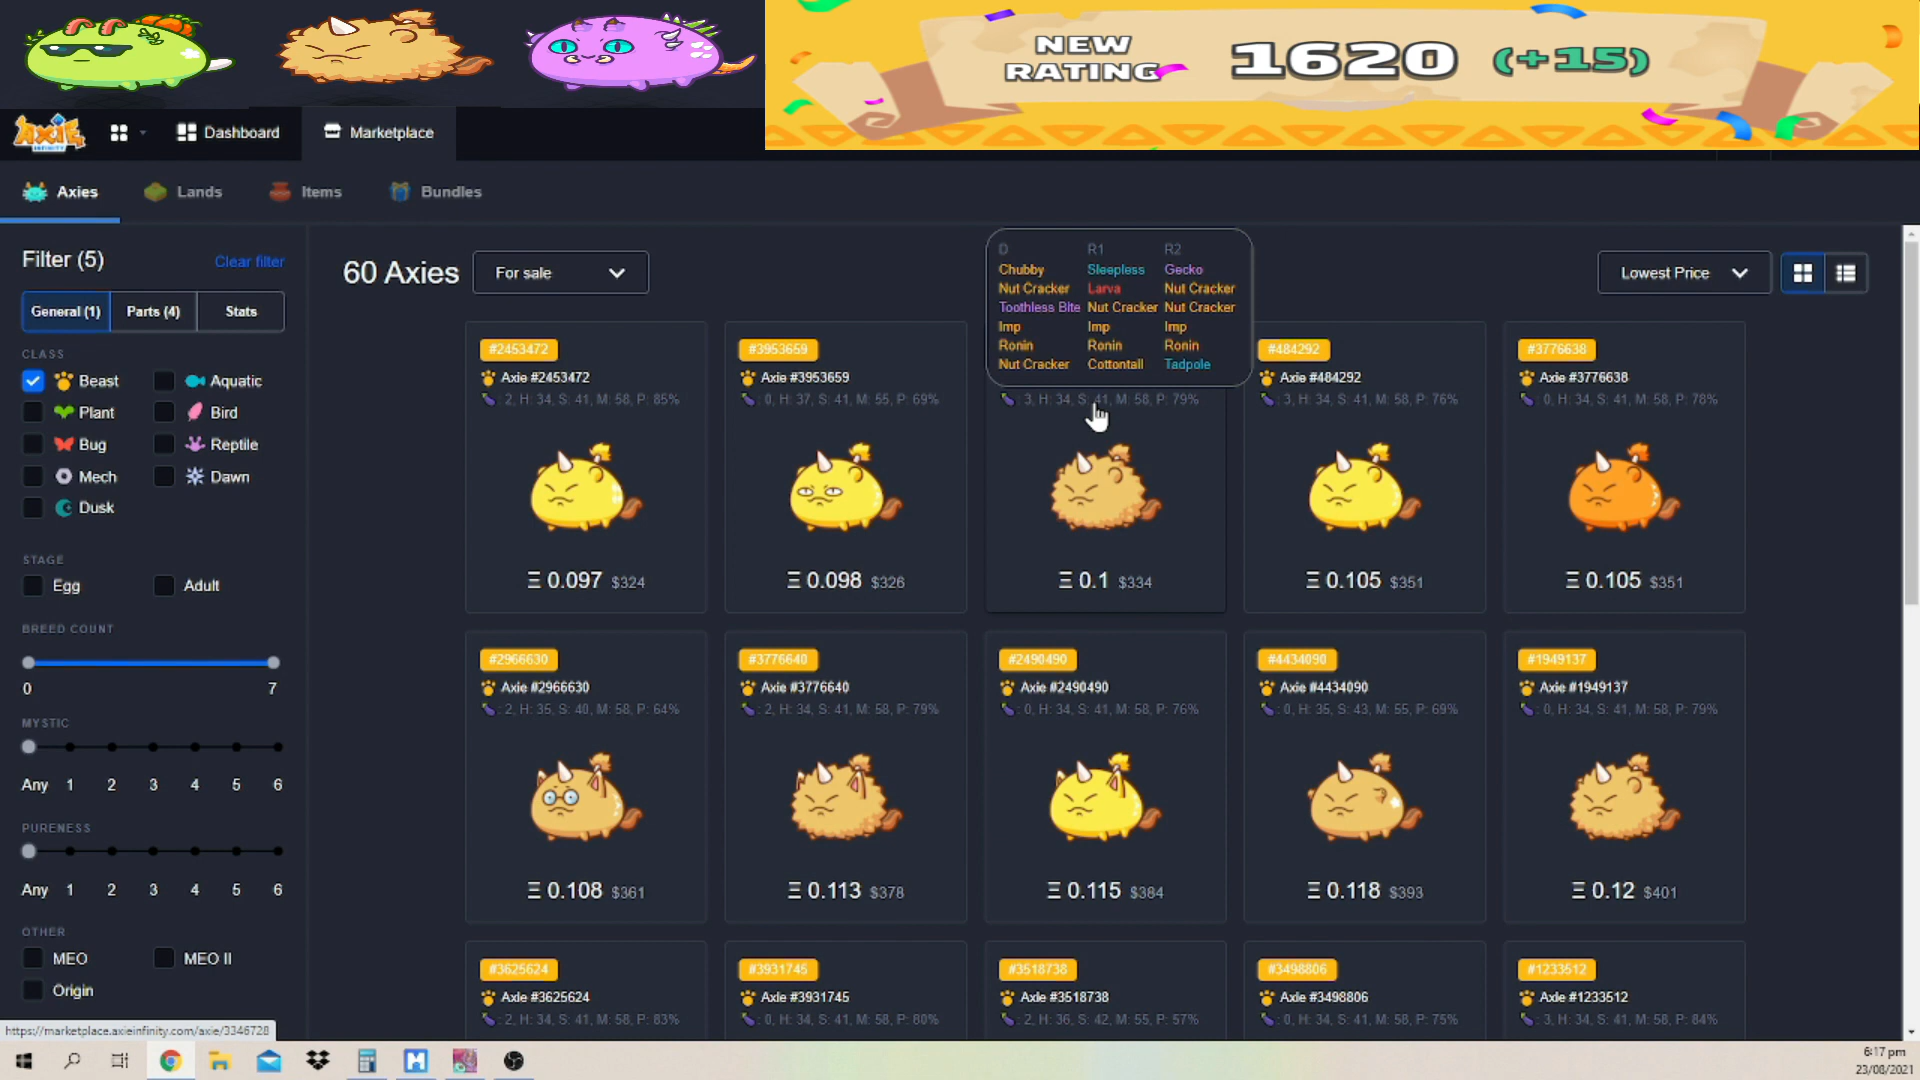 NEW
RATING
1620 (+15)
AXIE
INFINITY
Dashboard
Marketplace
Axies
Lands
Items
Bundles
Filter (5)
Clear filter
General (1)
Parts (4)
Stats
CLASS
Beast
Aquatic
Plant
Bird
Bug
Reptile
Mech
Dawn
Dusk
STAGE
Egg
Adult
BREED COUNT
0
7
MYSTIC
Any 1 2 3 4 5 6
PURENESS
Any 1 2 3 4 5 6
OTHER
MEO
MEO II
Origin
60 Axies
For sale
Lowest Price
D R1 R2
Chubby Sleepless Gecko
Nut Cracker Larva Nut Cracker
Toothless Bite Nut Cracker Nut Cracker
Imp Imp Imp
Ronin Ronin Ronin
Nut Cracker Cottontail Tadpole
#2453472
Axie #2453472
: 2, H: 34, S: 41, M: 58, P: 85%
Ξ 0.097 $324
#3953659
Axie #3953659
: 0, H: 37, S: 41, M: 55, P: 69%
Ξ 0.098 $326
: 3, H: 34, S: 41, M: 58, P: 79%
Ξ 0.1 $334
#484292
Axie #484292
: 3, H: 34, S: 41, M: 58, P: 76%
Ξ 0.105 $351
#3776638
Axie #3776638
: 0, H: 34, S: 41, M: 58, P: 78%
Ξ 0.105 $351
#2966630
Axie #2966630
: 2, H: 35, S: 40, M: 58, P: 64%
Ξ 0.108 $361
#3776640
Axie #3776640
: 2, H: 34, S: 41, M: 58, P: 79%
Ξ 0.113 $378
#2490490
Axie #2490490
: 0, H: 34, S: 41, M: 58, P: 76%
Ξ 0.115 $384
#4434090
Axie #4434090
: 0, H: 35, S: 43, M: 55, P: 69%
Ξ 0.118 $393
#1949137
Axie #1949137
: 0, H: 34, S: 41, M: 58, P: 79%
Ξ 0.12 $401
#3625624
Axie #3625624
: 2, H: 34, S: 41, M: 58, P: 83%
#3931745
Axie #3931745
: 0, H: 34, S: 41, M: 58, P: 80%
#3518738
Axie #3518738
: 2, H: 36, S: 42, M: 55, P: 57%
#3498806
Axie #3498806
: 0, H: 34, S: 41, M: 58, P: 75%
#1233512
Axie #1233512
: 3, H: 34, S: 41, M: 58, P: 84%
https://marketplace.axieinfinity.com/axie/3346728
6:17 pm
23/08/2021